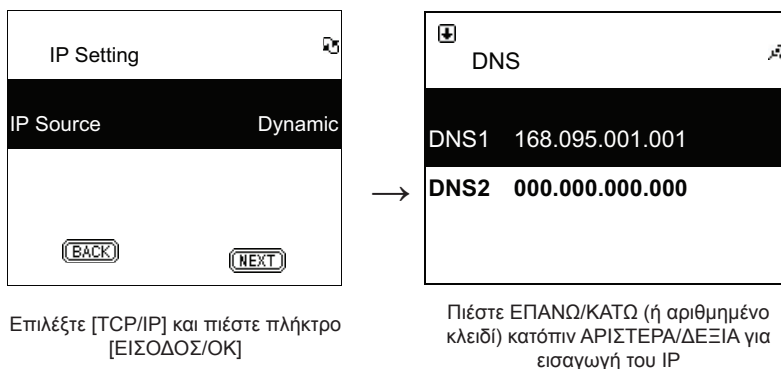 IP Setting
IP Source Dynamic
BACK NEXT
Επιλέξτε [TCP/IP] και πιέστε πλήκτρο
[ΕΙΣΟΔΟΣ/ΟΚ]
→
DNS
DNS1 168.095.001.001
DNS2 000.000.000.000
Πιέστε ΕΠΑΝΩ/ΚΑΤΩ (ή αριθμημένο
κλειδί) κατόπιν ΑΡΙΣΤΕΡΑ/ΔΕΞΙΑ για
εισαγωγή του IP